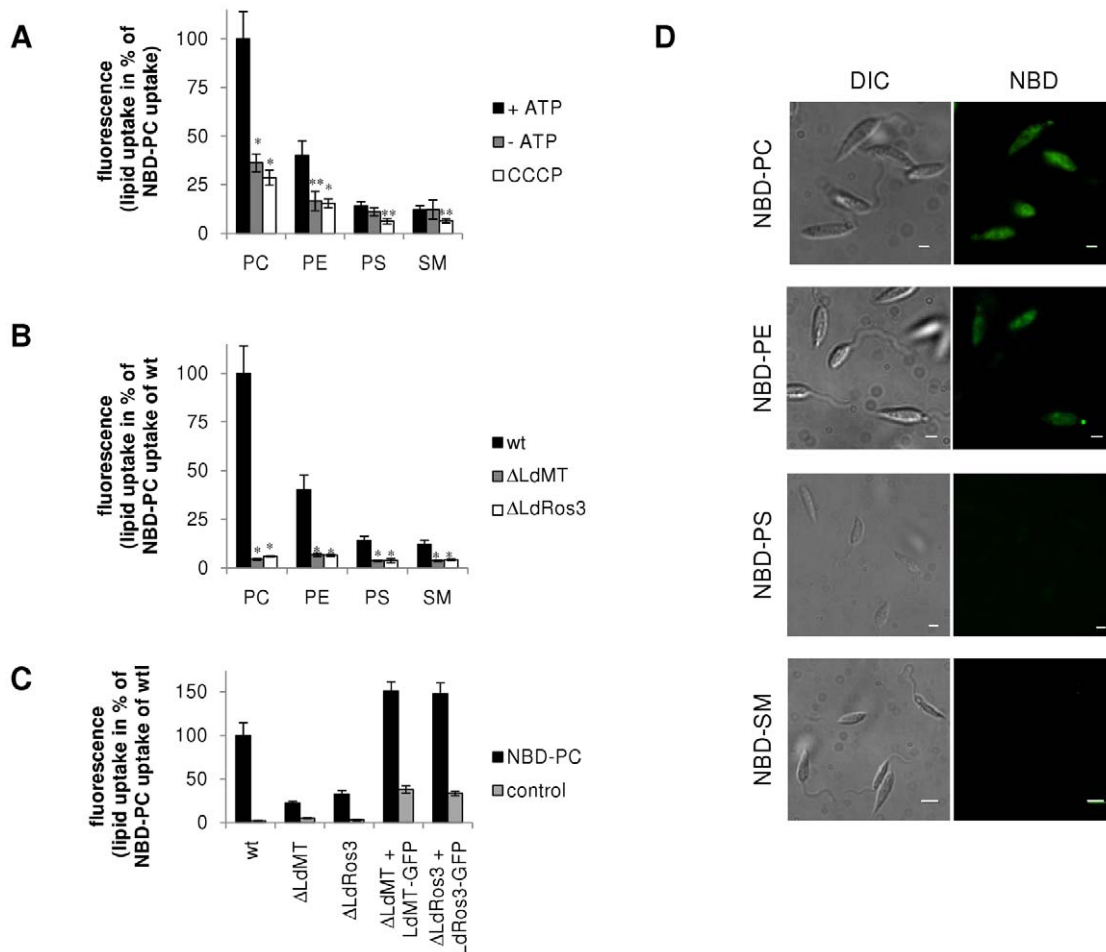 A
fluorescence
(lipid uptake in % of
NBD-PC uptake)
100
75
50
25
0
*
*
**
*
**
**
PC
PE
PS
SM
+ ATP
- ATP
CCCP
B
fluorescence
(lipid uptake in % of
NBD-PC uptake of wt
100
75
50
25
0
*
*
*
*
*
*
*
*
PC
PE
PS
SM
wt
ΔLdMT
ΔLdRos3
C
fluorescence
(lipid uptake in % of
NBD-PC uptake of wtl
150
100
50
0
wt
ΔLdMT
ΔLdRos3
ΔLdMT +
LdMT-GFP
ΔLdRos3 +
LdRos3-GFP
NBD-PC
control
D
DIC
NBD
NBD-PC
NBD-PE
NBD-PS
NBD-SM